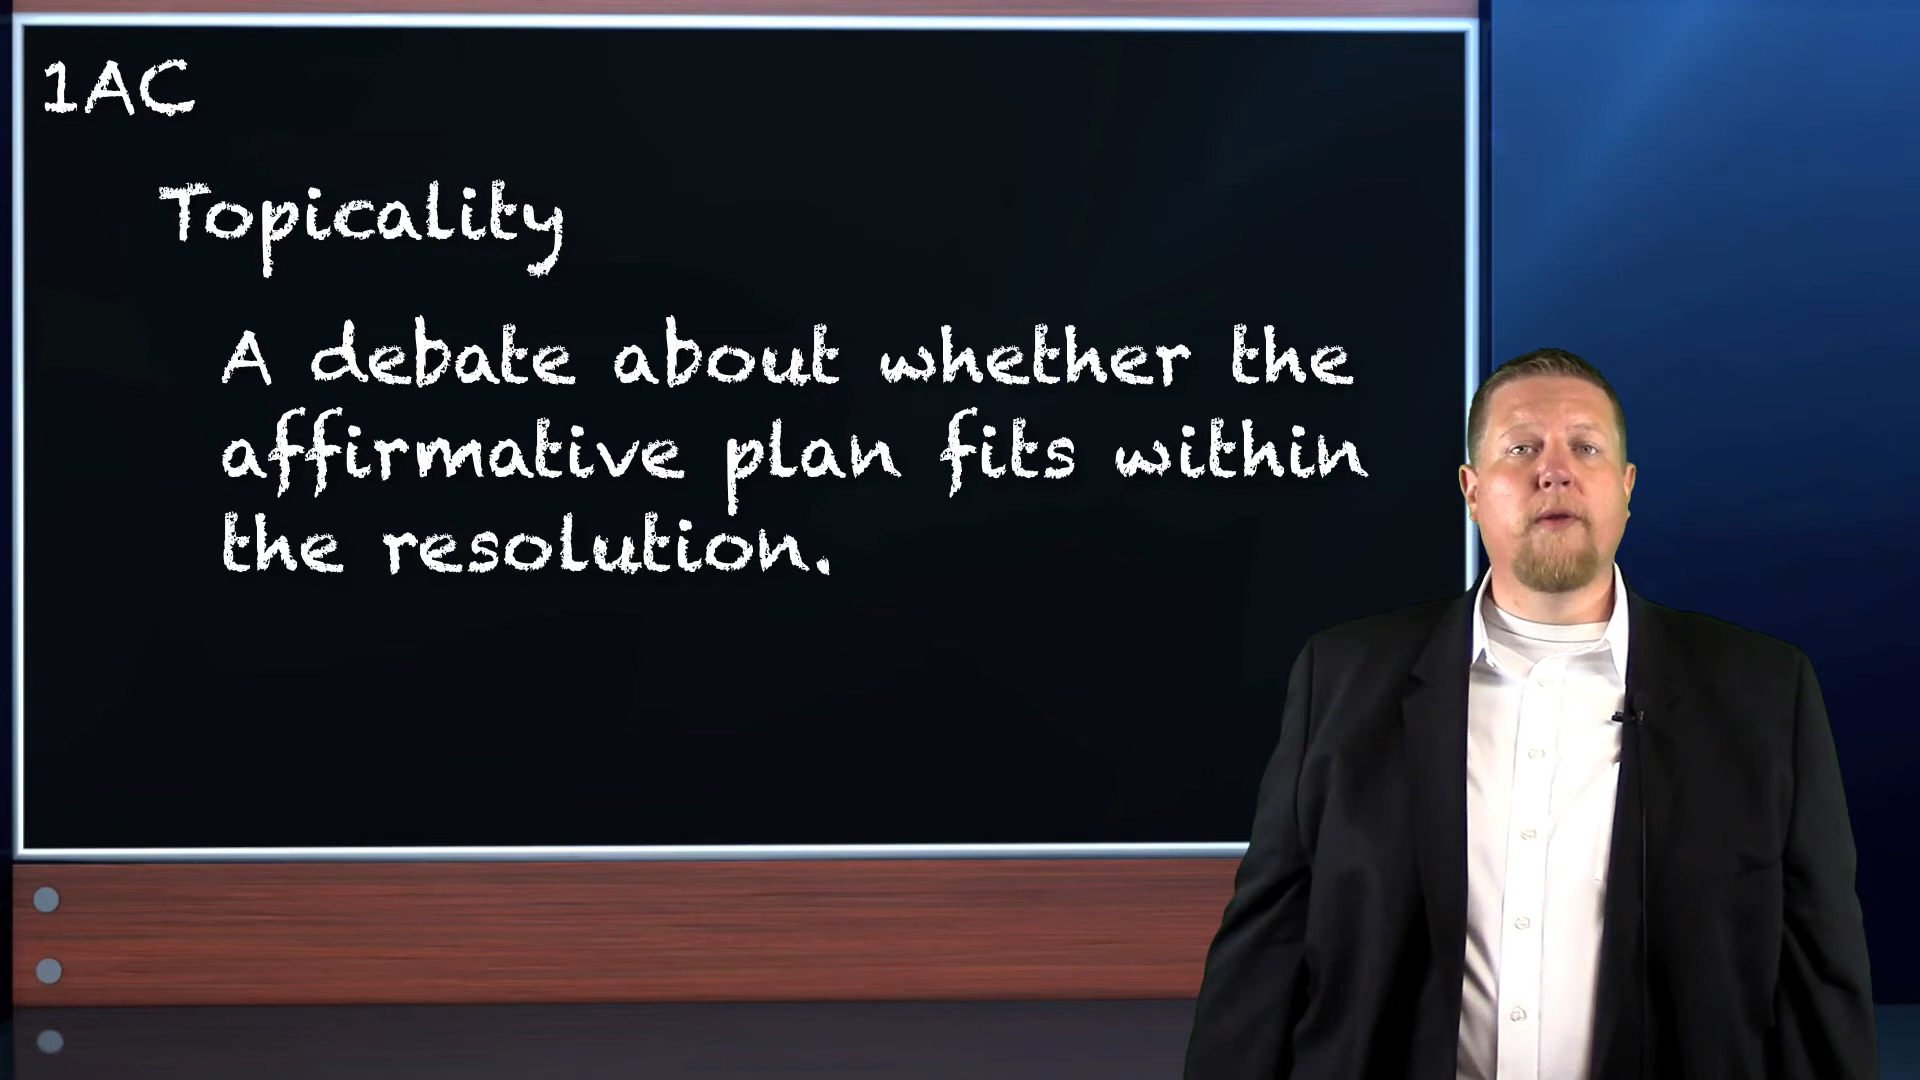 1AC
Topicality
A debate about whether the
affirmative plan fits within
the resolution.